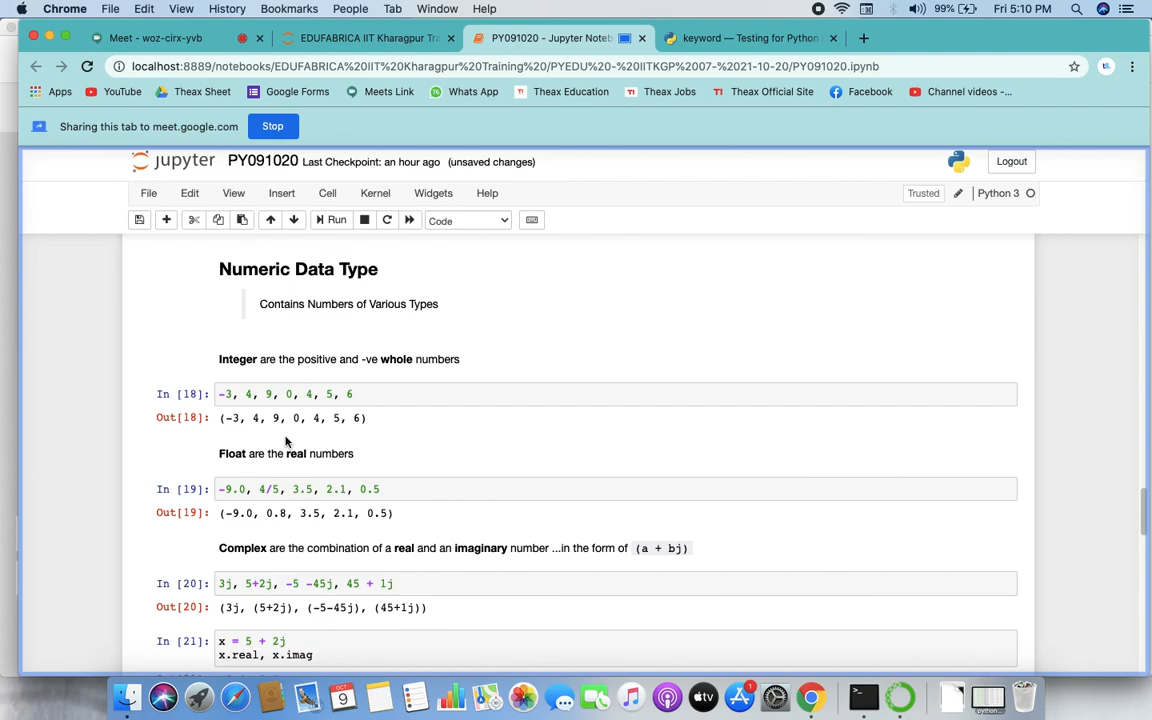 Chrome File Edit View History Bookmarks People Tab Window Help 99% Fri 5:10 PM
Meet - woz-cirx-yvb
EDUFABRICA IIT Kharagpur Tra
PY091020 - Jupyter Noteb
keyword — Testing for Python
localhost:8889/notebooks/EDUFABRICA%20IIT%20Kharagpur%20Training%20/PYEDU%20-%20IITKGP%2007-%2021-10-20/PY091020.ipynb
Apps YouTube Theax Sheet Google Forms Meets Link Whats App Theax Education Theax Jobs Theax Official Site Facebook Channel videos -...
Sharing this tab to meet.google.com Stop
jupyter PY091020 Last Checkpoint: an hour ago (unsaved changes) Logout
File Edit View Insert Cell Kernel Widgets Help Trusted Python 3
Run Code
Numeric Data Type
Contains Numbers of Various Types
Integer are the positive and -ve whole numbers
In [18]: -3, 4, 9, 0, 4, 5, 6
Out[18]: (-3, 4, 9, 0, 4, 5, 6)
Float are the real numbers
In [19]: -9.0, 4/5, 3.5, 2.1, 0.5
Out[19]: (-9.0, 0.8, 3.5, 2.1, 0.5)
Complex are the combination of a real and an imaginary number ...in the form of (a + bj)
In [20]: 3j, 5+2j, -5 -45j, 45 + 1j
Out[20]: (3j, (5+2j), (-5-45j), (45+1j))
In [21]: x = 5 + 2j
x.real, x.imag